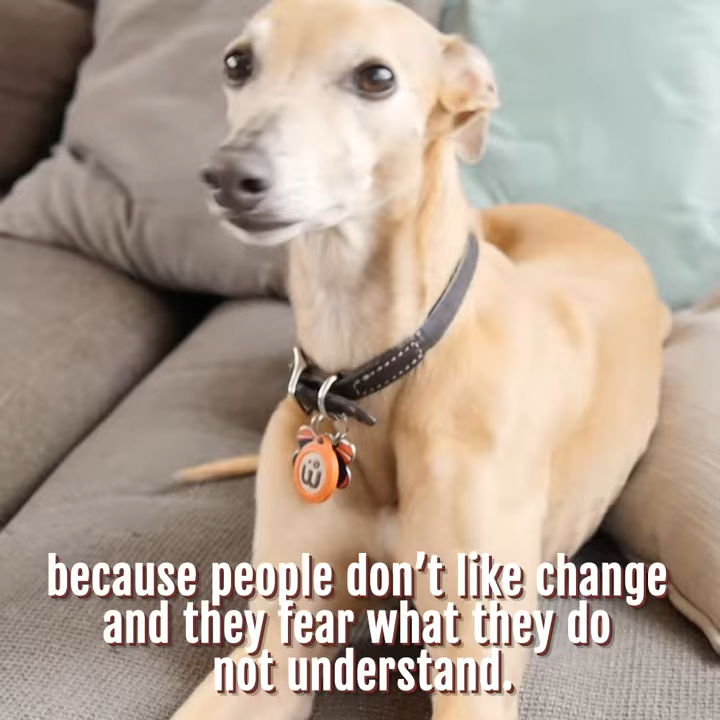 because people don't like change
and they fear what they do
not understand.